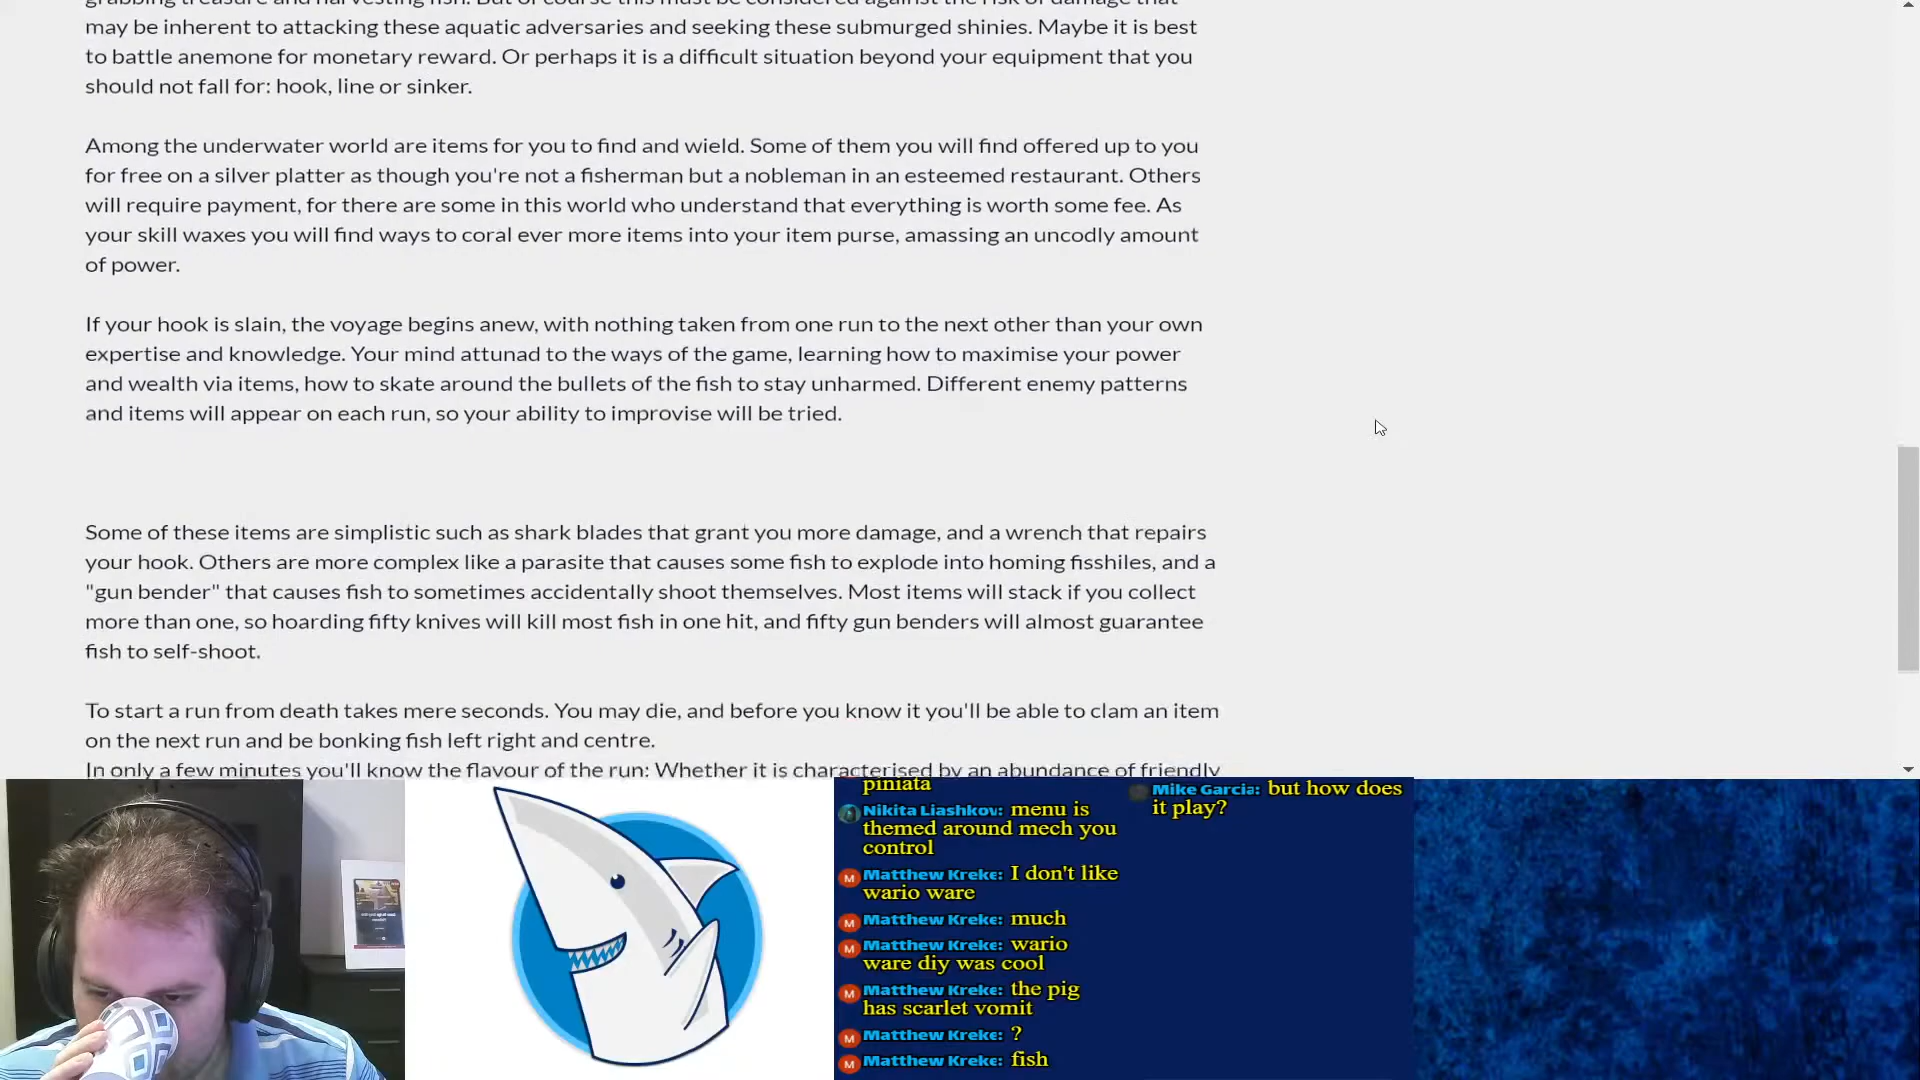 grabbing treasure and harvesting fish. But of course this must be considered against the risk of damage that
may be inherent to attacking these aquatic adversaries and seeking these submurged shinies. Maybe it is best
to battle anemone for monetary reward. Or perhaps it is a difficult situation beyond your equipment that you
should not fall for: hook, line or sinker.
Among the underwater world are items for you to find and wield. Some of them you will find offered up to you
for free on a silver platter as though you're not a fisherman but a nobleman in an esteemed restaurant. Others
will require payment, for there are some in this world who understand that everything is worth some fee. As
your skill waxes you will find ways to coral ever more items into your item purse, amassing an uncodly amount
of power.
If your hook is slain, the voyage begins anew, with nothing taken from one run to the next other than your own
expertise and knowledge. Your mind attunad to the ways of the game, learning how to maximise your power
and wealth via items, how to skate around the bullets of the fish to stay unharmed. Different enemy patterns
and items will appear on each run, so your ability to improvise will be tried.
Some of these items are simplistic such as shark blades that grant you more damage, and a wrench that repairs
your hook. Others are more complex like a parasite that causes some fish to explode into homing fisshiles, and a
"gun bender" that causes fish to sometimes accidentally shoot themselves. Most items will stack if you collect
more than one, so hoarding fifty knives will kill most fish in one hit, and fifty gun benders will almost guarantee
fish to self-shoot.
To start a run from death takes mere seconds. You may die, and before you know it you'll be able to clam an item
on the next run and be bonking fish left right and centre.
In only a few minutes you'll know the flavour of the run: Whether it is characterised by an abundance of friendly
piniata
Nikita Liashkov: menu is
themed around mech you
control
M Matthew Kreke: I don't like
wario ware
M Matthew Kreke: much
M Matthew Kreke: wario
ware diy was cool
M Matthew Kreke: the pig
has scarlet vomit
M Matthew Kreke: ?
M Matthew Kreke: fish
Mike Garcia: but how does
it play?